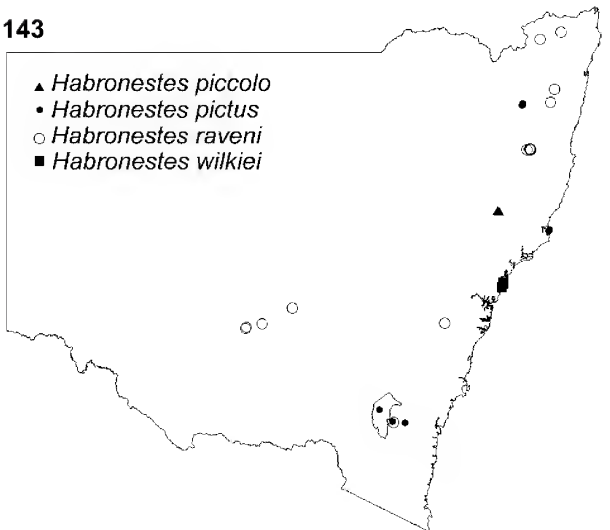 143
Habronestes piccolo
Habronestes pictus
Habronestes raveni
Habronestes wilkiei